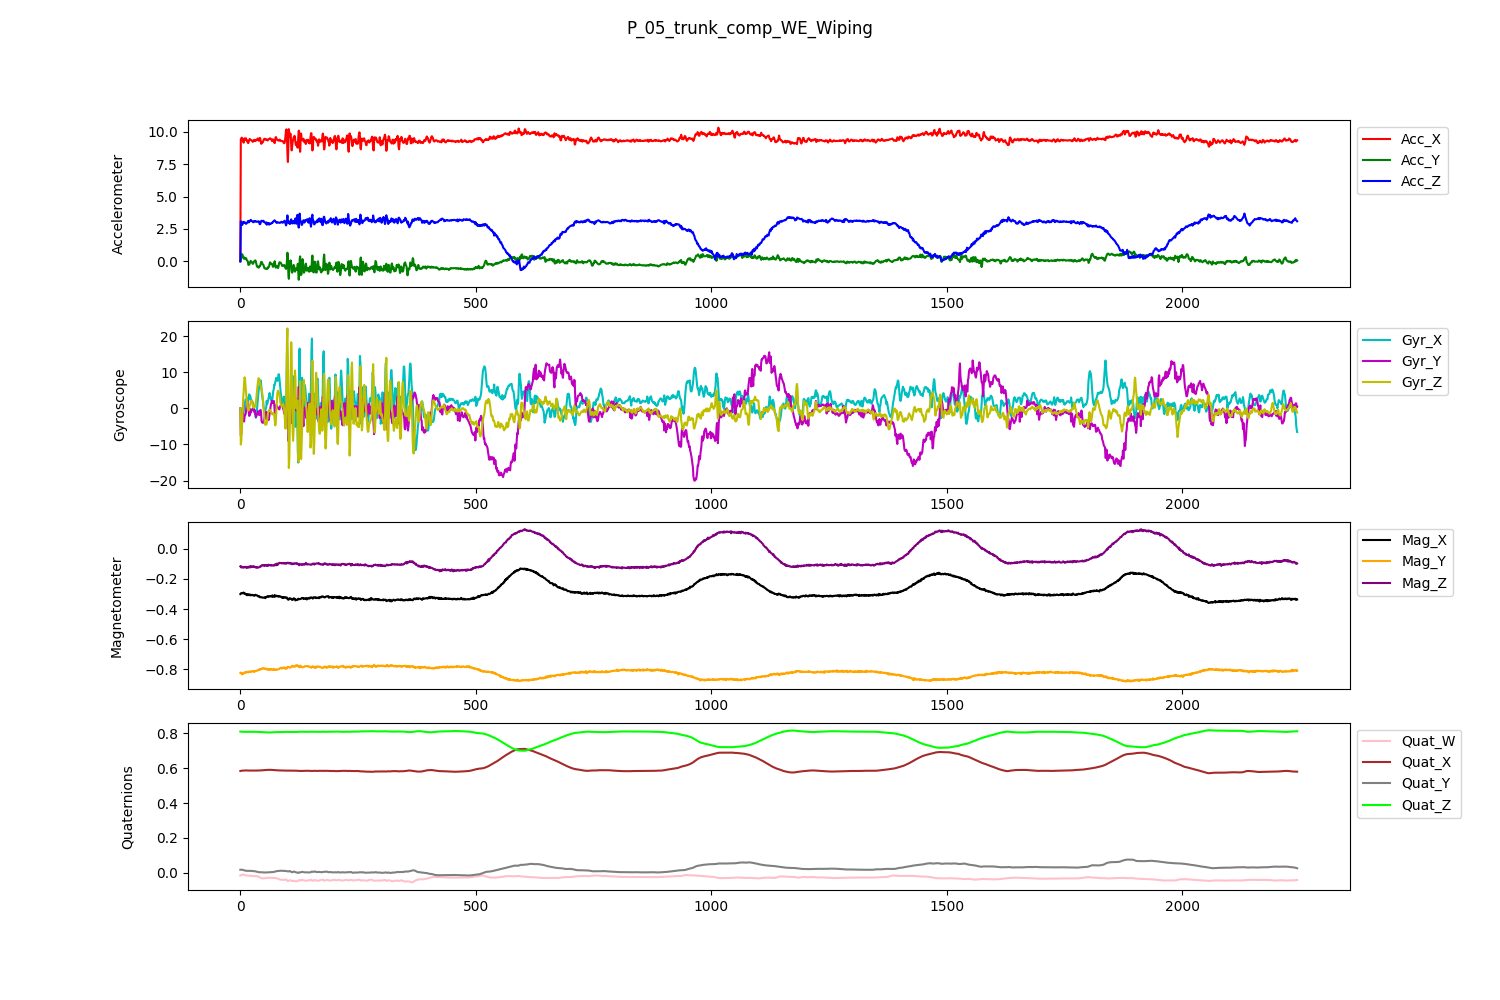 P_05_trunk_comp_WE_Wiping
Accelerometer
10.0
7.5
5.0
2.5
0.0
0
500
1000
1500
2000
Acc_X
Acc_Y
Acc_Z
Gyroscope
20
10
0
−10
−20
0
500
1000
1500
2000
Gyr_X
Gyr_Y
Gyr_Z
Magnetometer
0.0
−0.2
−0.4
−0.6
−0.8
0
500
1000
1500
2000
Mag_X
Mag_Y
Mag_Z
Quaternions
0.8
0.6
0.4
0.2
0.0
0
500
1000
1500
2000
Quat_W
Quat_X
Quat_Y
Quat_Z